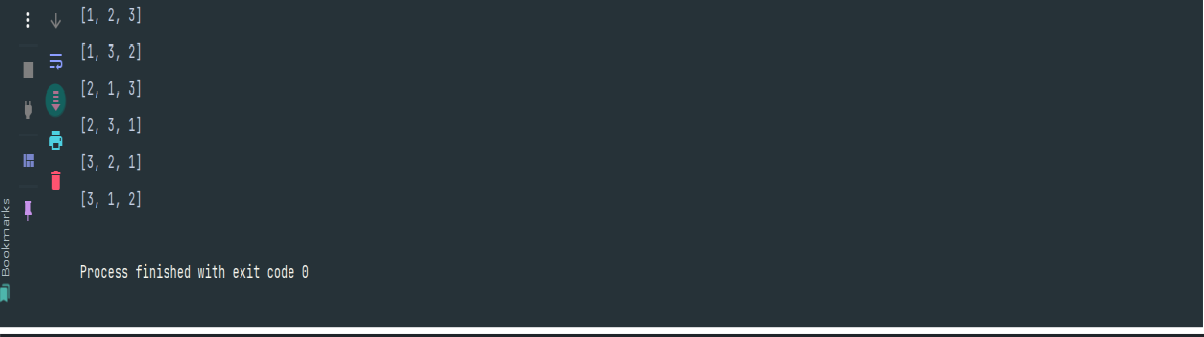 [1, 2, 3]
[1, 3, 2]
[2, 1, 3]
[2, 3, 1]
[3, 2, 1]
[3, 1, 2]
Process finished with exit code 0
Bookmarks